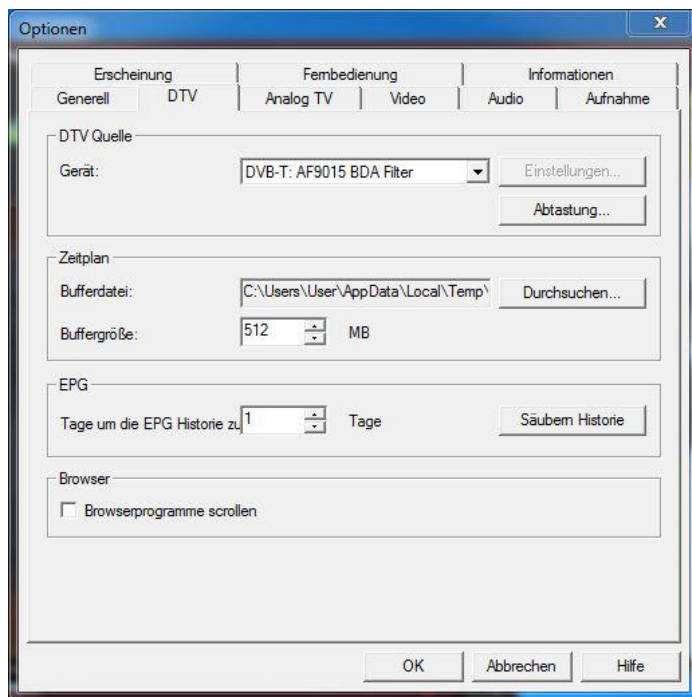 Optionen
Erscheinung Fernbedienung Informationen
Generell DTV Analog TV Video Audio Aufnahme
DTV Quelle
Gerät: DVB-T: AF9015 BDA Filter Einstellungen...
Abtastung...
Zeitplan
Bufferdatei: C:\Users\User\AppData\Local\Temp\ Durchsuchen...
Buffergröße: 512 MB
EPG
Tage um die EPG Historie zu 1 Tage Säubern Historie
Browser
Browserprogramme scrollen
OK Abbrechen Hilfe